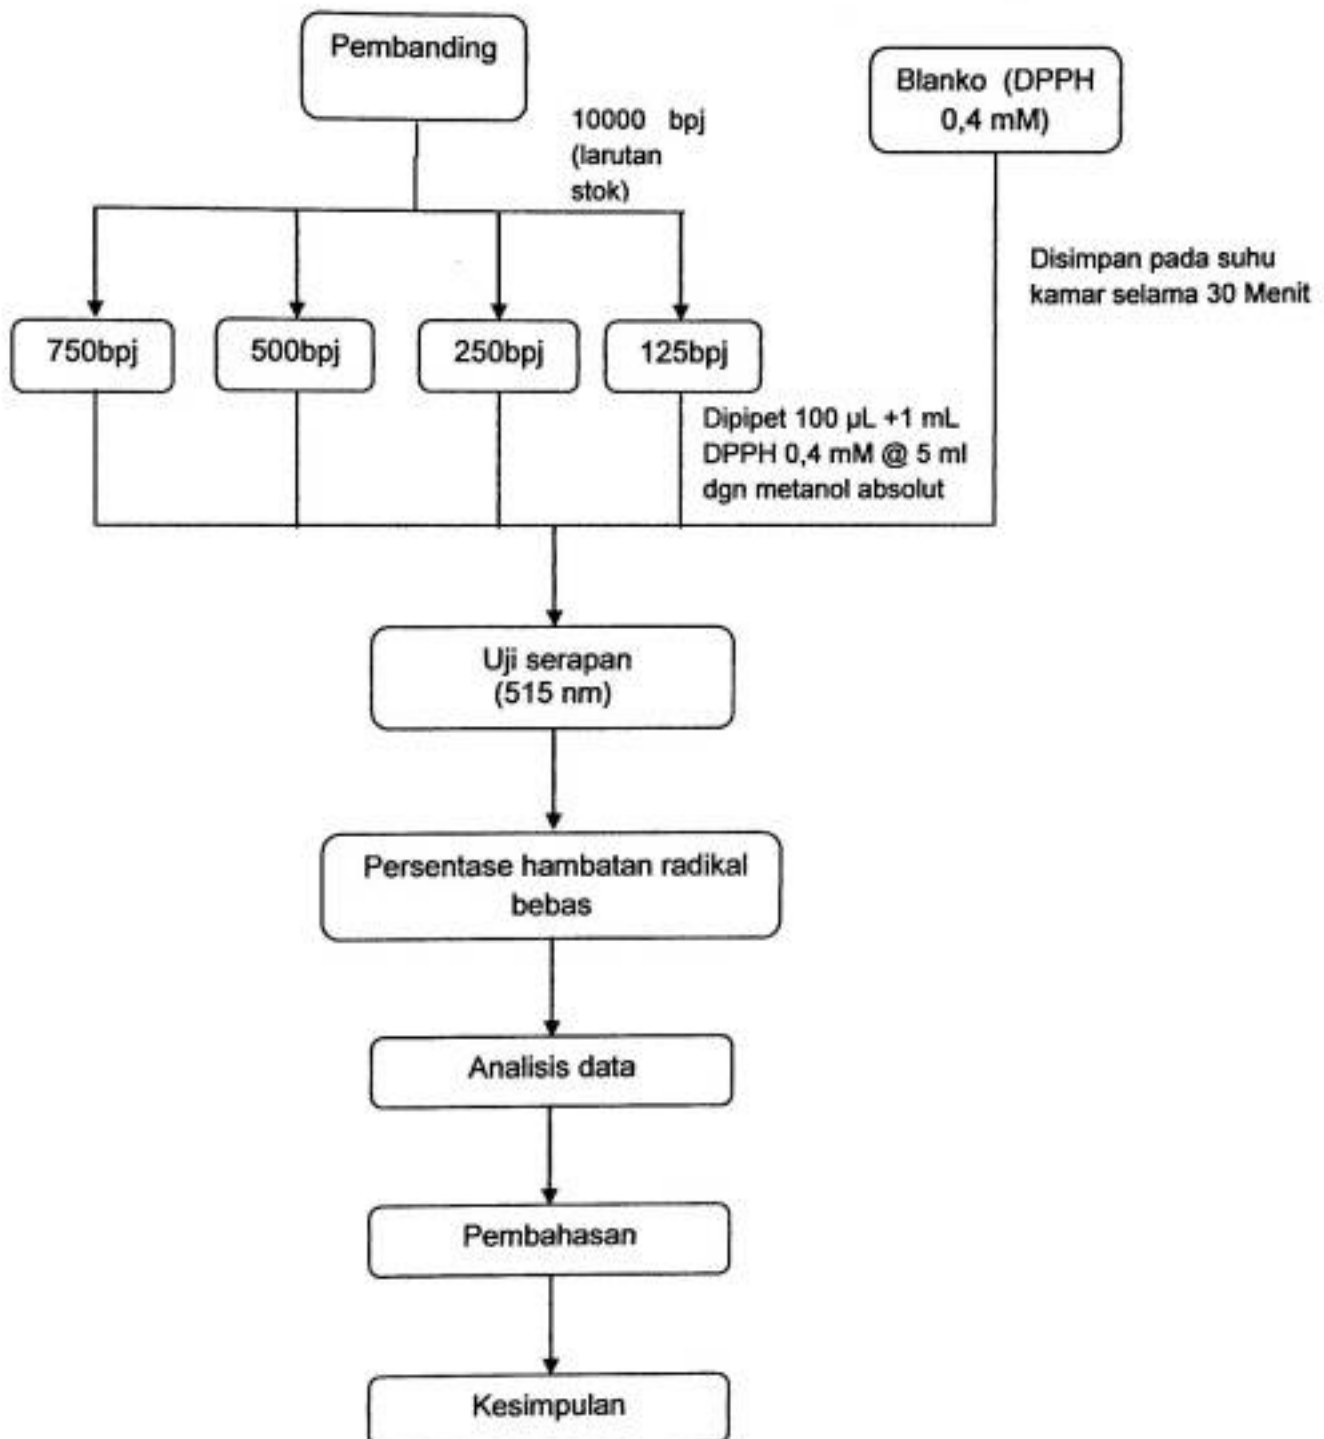 Pembanding
10000 bpj
(larutan
stok)
Blanko (DPPH
0,4 mM)
Disimpan pada suhu
kamar selama 30 Menit
750bpj
500bpj
250bpj
125bpj
Dipipet 100 µL +1 mL
DPPH 0,4 mM @ 5 ml
dgn metanol absolut
Uji serapan
(515 nm)
Persentase hambatan radikal
bebas
Analisis data
Pembahasan
Kesimpulan